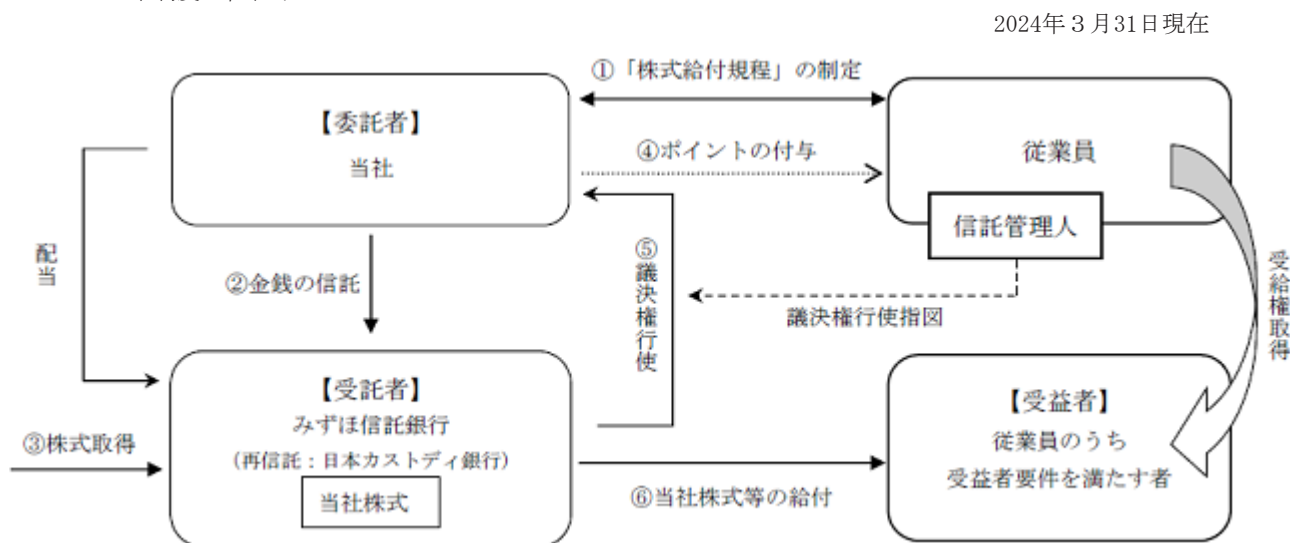 2024年３月31日現在
①「株式給付規程」の制定
【委託者】
当社
④ポイントの付与
従業員
信託管理人
配当
②金銭の信託
⑤議決権行使
議決権行使指図
受給権取得
【受託者】
みずほ信託銀行
（再信託：日本カストディ銀行）
当社株式
③株式取得
⑥当社株式等の給付
【受益者】
従業員のうち
受益者要件を満たす者